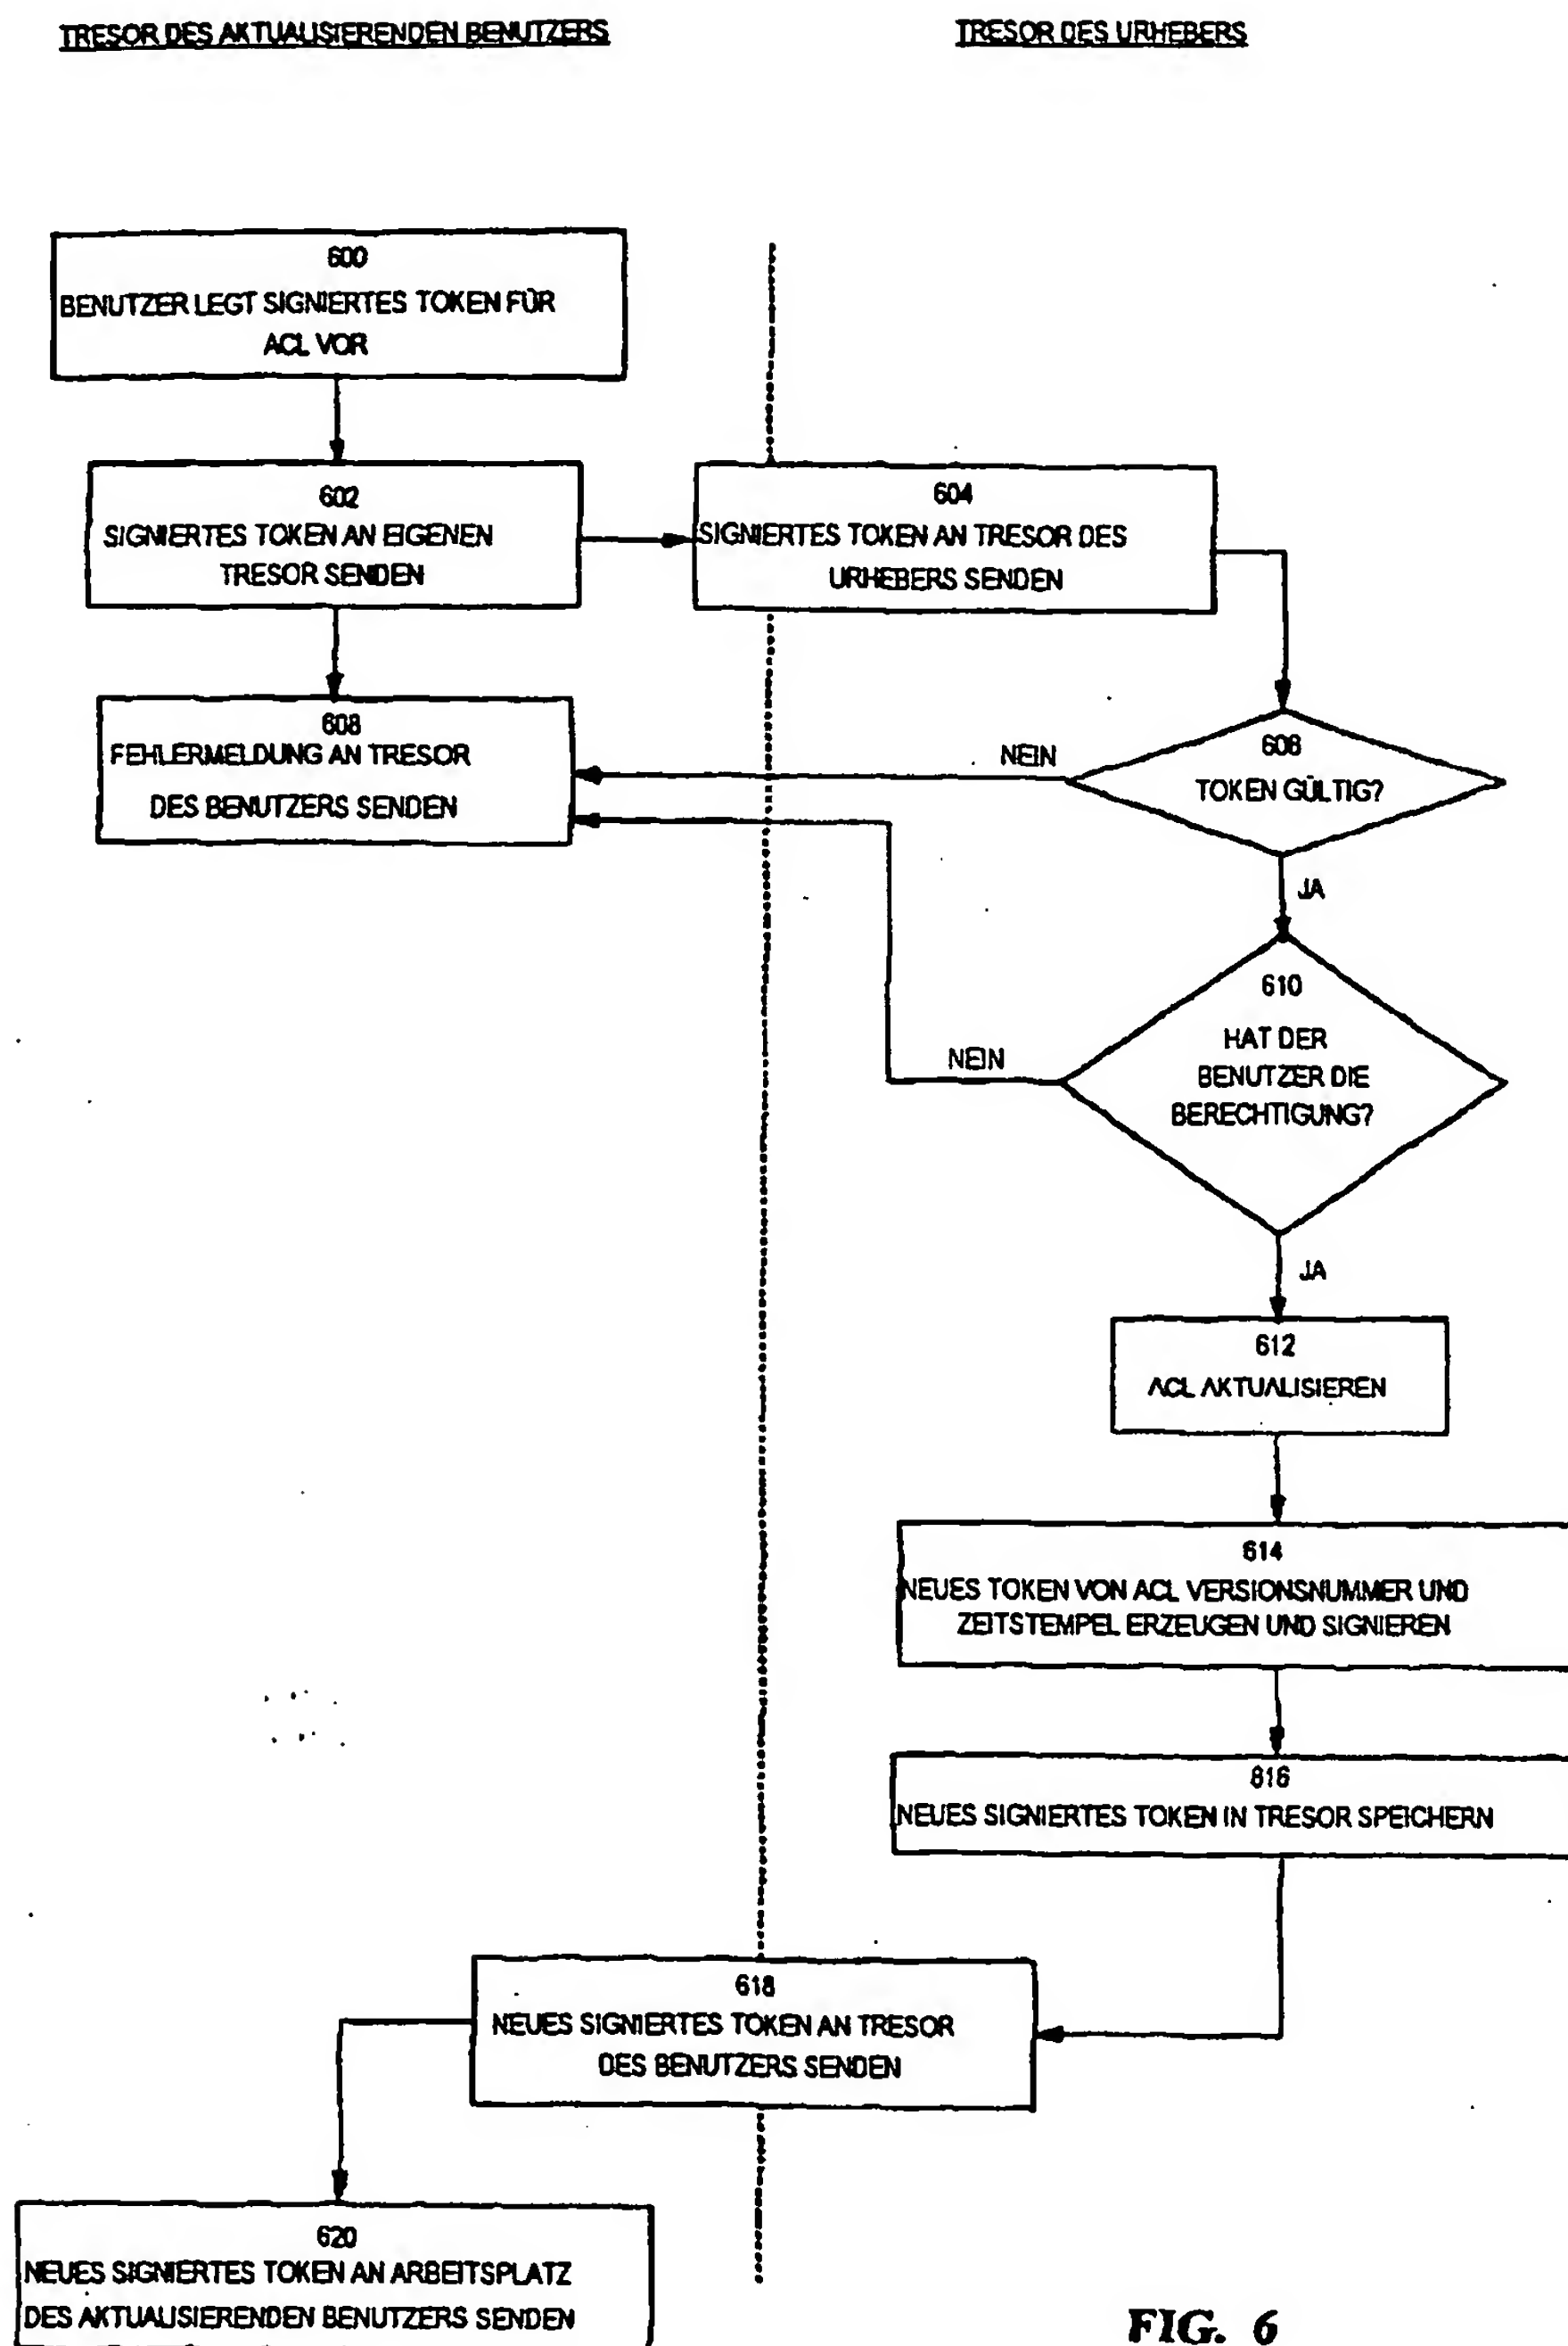 TRESOR DES AKTUALISIERENDEN BENUTZERS
TRESOR DES URHEBERS
600
BENUTZER LEGT SIGNIERTES TOKEN FÜR
ACL VOR
602
SIGNIERTES TOKEN AN EIGENEN
TRESOR SENDEN
604
SIGNIERTES TOKEN AN TRESOR DES
URHEBERS SENDEN
608
FEHLERMELDUNG AN TRESOR
DES BENUTZERS SENDEN
NEIN
606
TOKEN GÜLTIG?
JA
610
HAT DER
BENUTZER DIE
BERECHTIGUNG?
NEIN
JA
612
ACL AKTUALISIEREN
614
NEUES TOKEN VON ACL VERSIONSNUMMER UND
ZEITSTEMPEL ERZEUGEN UND SIGNIEREN
616
NEUES SIGNIERTES TOKEN IN TRESOR SPEICHERN
618
NEUES SIGNIERTES TOKEN AN TRESOR
DES BENUTZERS SENDEN
620
NEUES SIGNIERTES TOKEN AN ARBEITSPLATZ
DES AKTUALISIERENDEN BENUTZERS SENDEN
FIG. 6